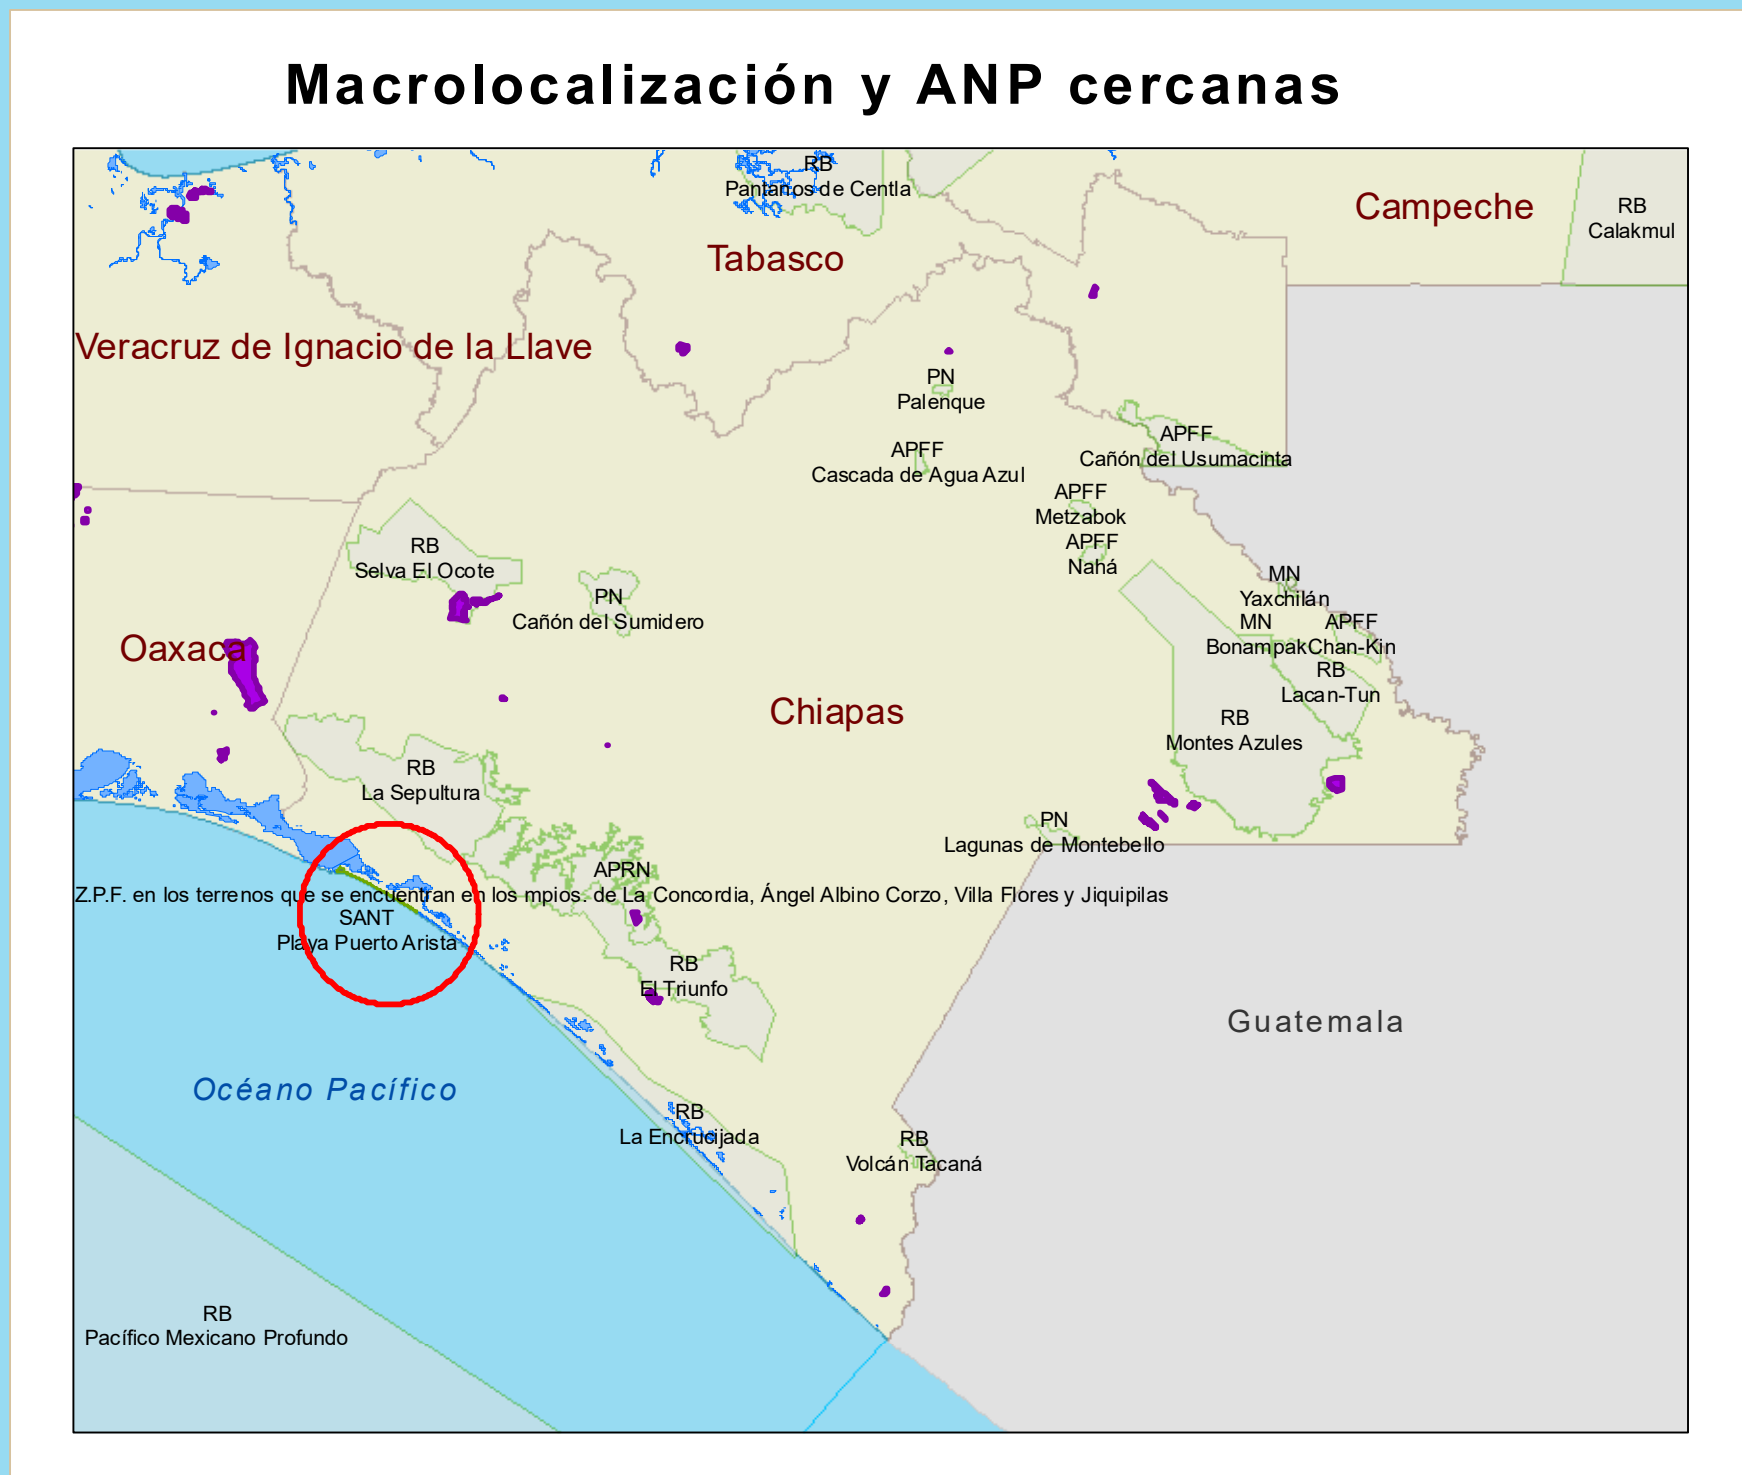 Macrolocalización y ANP cercanas
RB
Pantanos de Centla
Campeche
RB
Calakmul
Tabasco
Veracruz de Ignacio de la Llave
PN
Palenque
APFF
Cañón del Usumacinta
APFF
Cascada de Agua Azul
APFF
Metzabok
APFF
Nahá
RB
Selva El Ocote
PN
Cañón del Sumidero
MN
Yaxchilán
MN
Bonampak
APFF
Chan-Kin
Oaxaca
RB
Lacan-Tun
Chiapas
RB
Montes Azules
RB
La Sepultura
PN
Lagunas de Montebello
APRN
Z.P.F. en los terrenos que se encuentran en los mpios. de La Concordia, Ángel Albino Corzo, Villa Flores y Jiquipilas
SANT
Playa Puerto Arista
RB
El Triunfo
Guatemala
Océano Pacífico
RB
La Encrucijada
RB
Volcán Tacaná
RB
Pacífico Mexicano Profundo